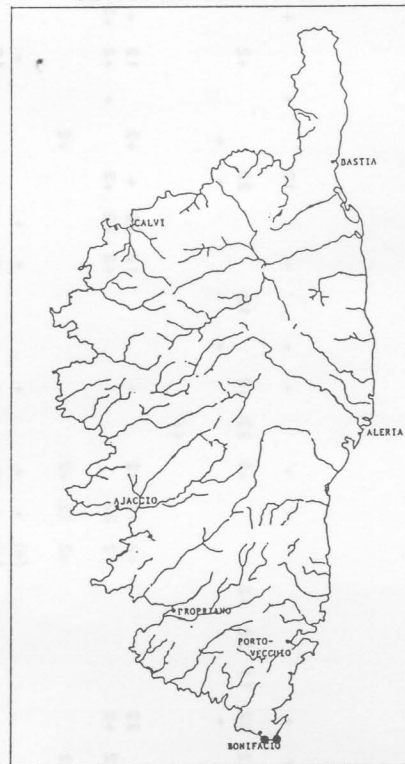 BASTIA
CALVI
ALERIA
AJACCIO
PROPRIANO
PORTO-
VECCHIO
BONIFACIO